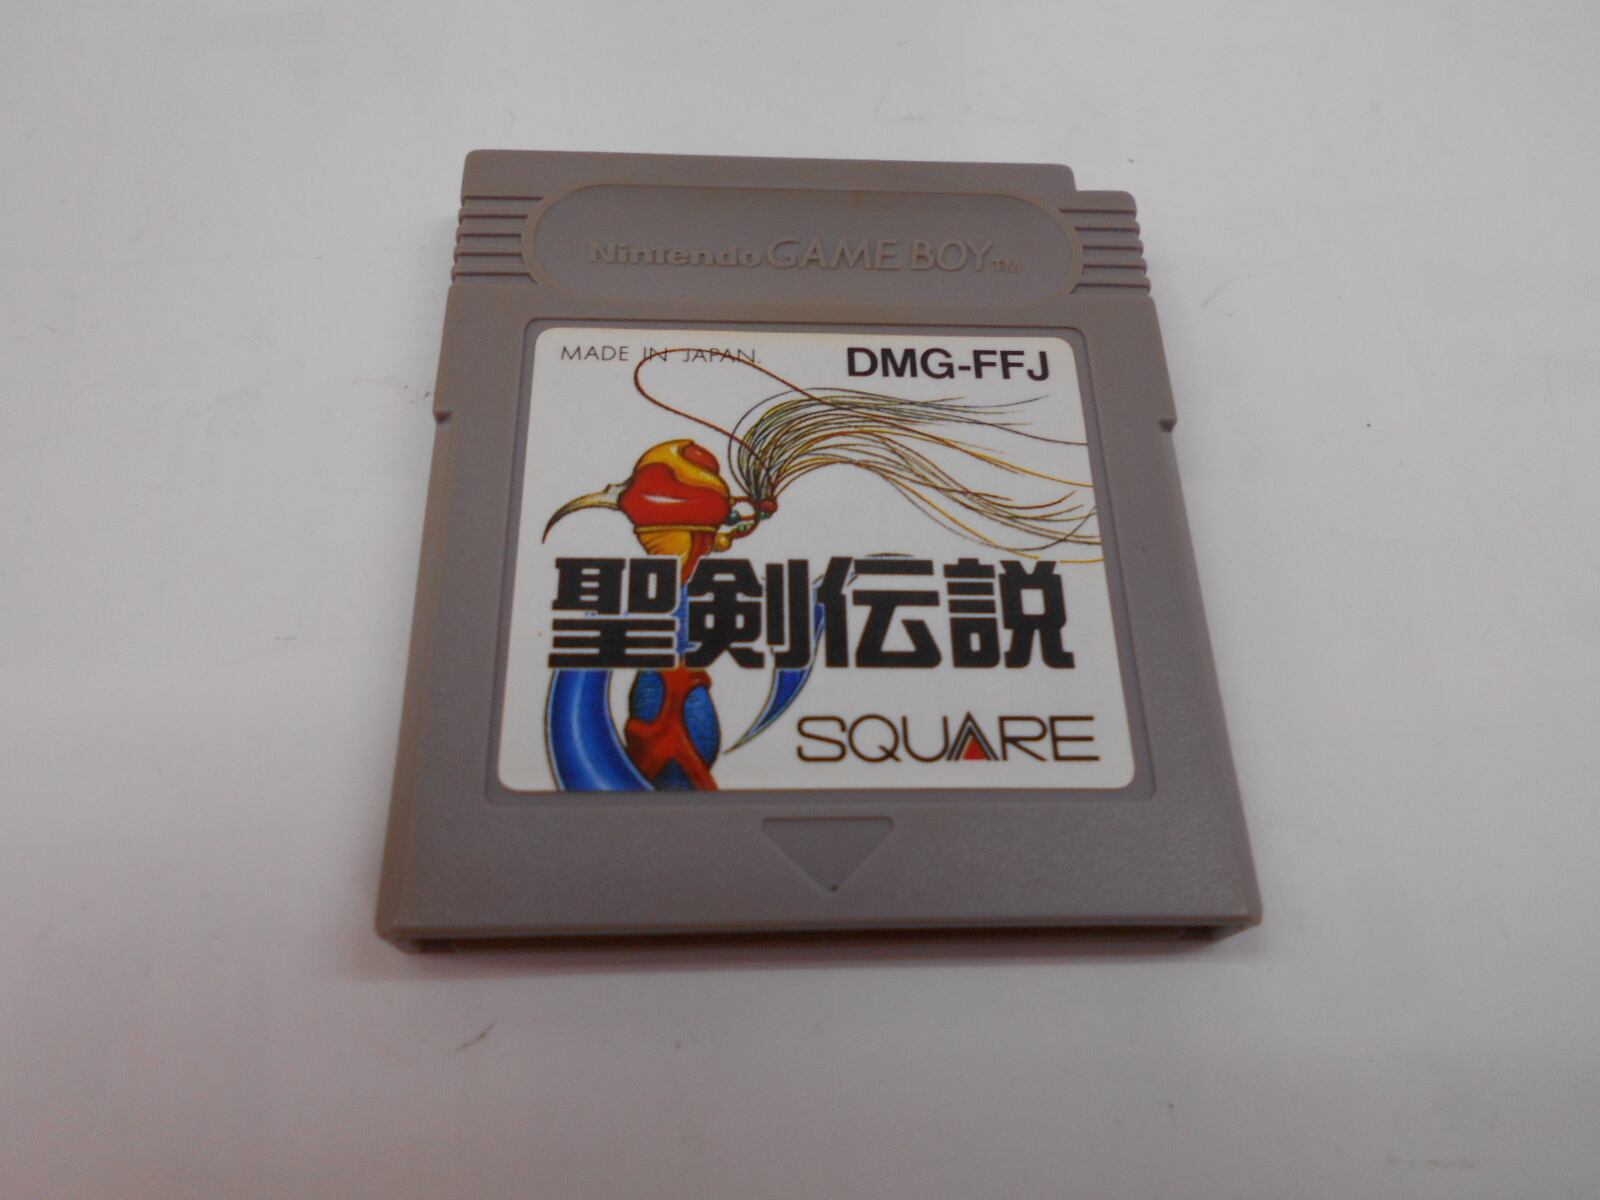 Nintendo GAME BOY TM
MADE IN JAPAN.
DMG-FFJ
聖剣伝説
SQUARE